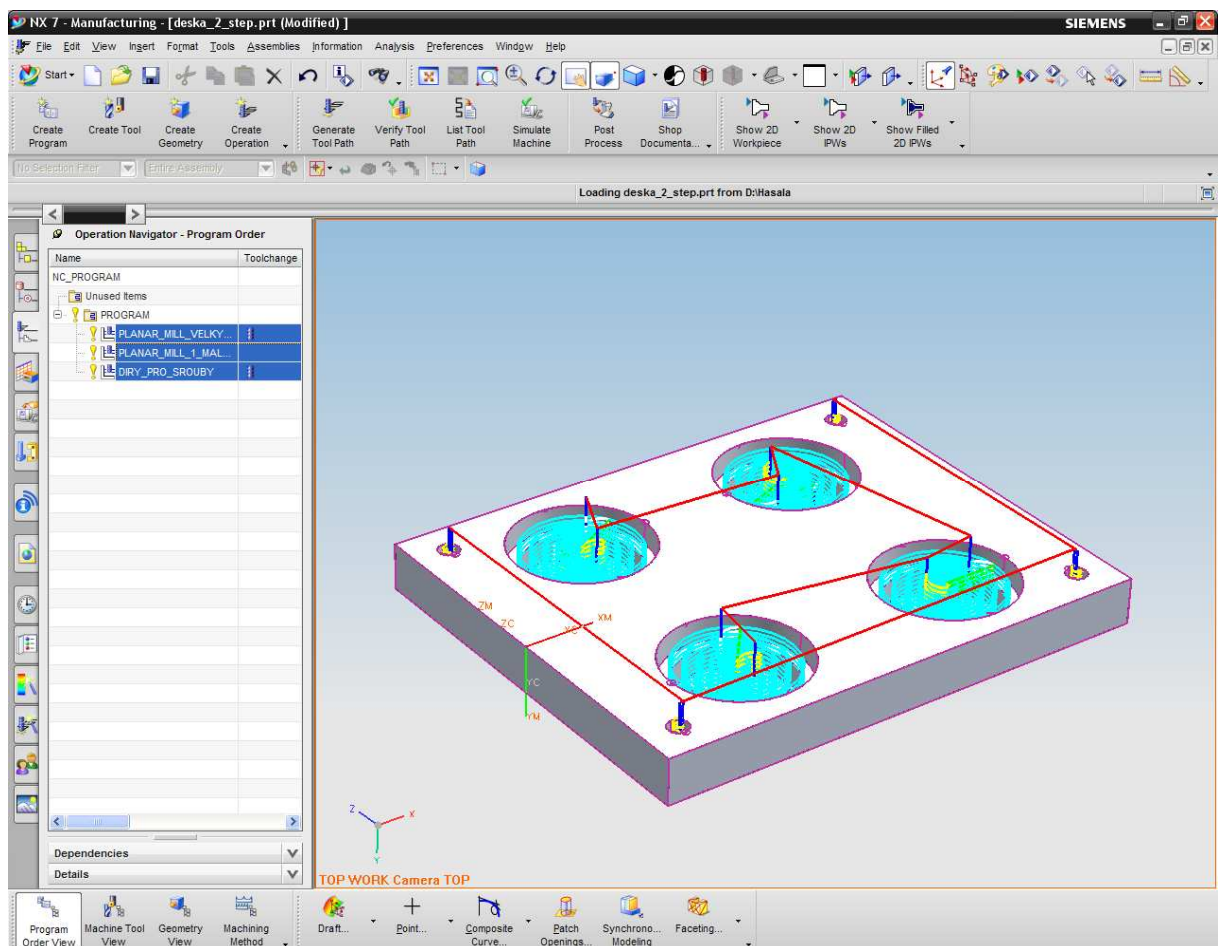 NX 7 - Manufacturing - [deska_2_step.prt (Modified) ]
SIEMENS
File Edit View Insert Format Tools Assemblies Information Analysis Preferences Window Help
Start
Create Program
Create Tool
Create Geometry
Create Operation
Generate Tool Path
Verify Tool Path
List Tool Path
Simulate Machine
Post Process
Shop Documenta...
Show 2D Workpiece
Show 2D IPWs
Show Filled 2D IPWs
No Selection Filter
Entire Assembly
Loading deska_2_step.prt from D:\Hasala
Operation Navigator - Program Order
Name Toolchange
NC_PROGRAM
Unused Items
PROGRAM
PLANAR_MILL_VELKY...
PLANAR_MILL_1_MAL...
DIRY_PRO_SROUBY
ZM
ZC
XC
XM
YC
YM
Z
X
Y
TOP WORK Camera TOP
Dependencies
Details
Program Order View
Machine Tool View
Geometry View
Machining Method
Draft...
Point...
Composite Curve...
Patch Openings...
Synchrono... Modeling
Faceting...